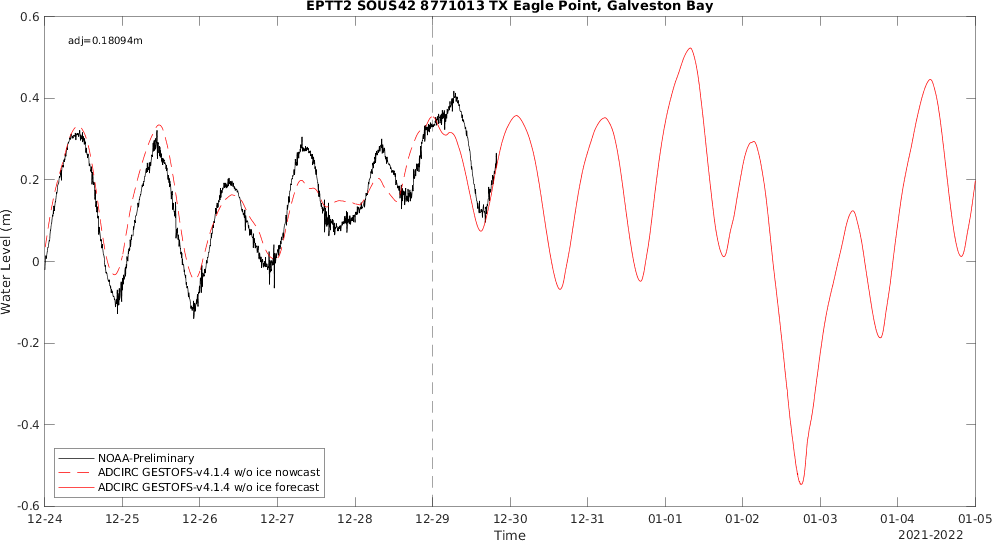 EPTT2 SOUS42 8771013 TX Eagle Point, Galveston Bay
adj=0.18094m
0.6
0.4
0.2
0
-0.2
-0.4
-0.6
Water Level (m)
NOAA-Preliminary
ADCIRC GESTOFS-v4.1.4 w/o ice nowcast
ADCIRC GESTOFS-v4.1.4 w/o ice forecast
12-24 12-25 12-26 12-27 12-28 12-29 12-30 12-31 01-01 01-02 01-03 01-04 01-05
Time
2021-2022